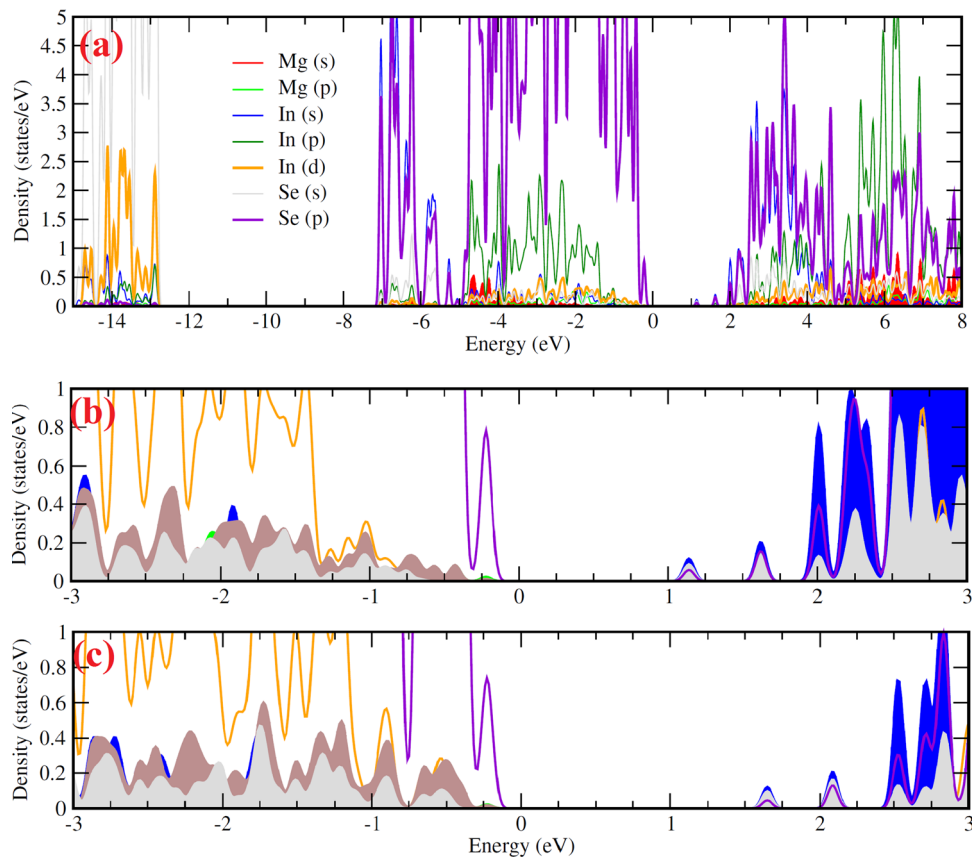 (a)
Density (states/eV)
5
4.5
4
3.5
3
2.5
2
1.5
1
0.5
0
Mg (s)
Mg (p)
In (s)
In (p)
In (d)
Se (s)
Se (p)
-14 -12 -10 -8 -6 -4 -2 0 2 4 6 8
Energy (eV)
(b)
Density (states/eV)
1
0.8
0.6
0.4
0.2
0
-3 -2 -1 0 1 2 3
(c)
Density (states/eV)
1
0.8
0.6
0.4
0.2
0
-3 -2 -1 0 1 2 3
Energy (eV)